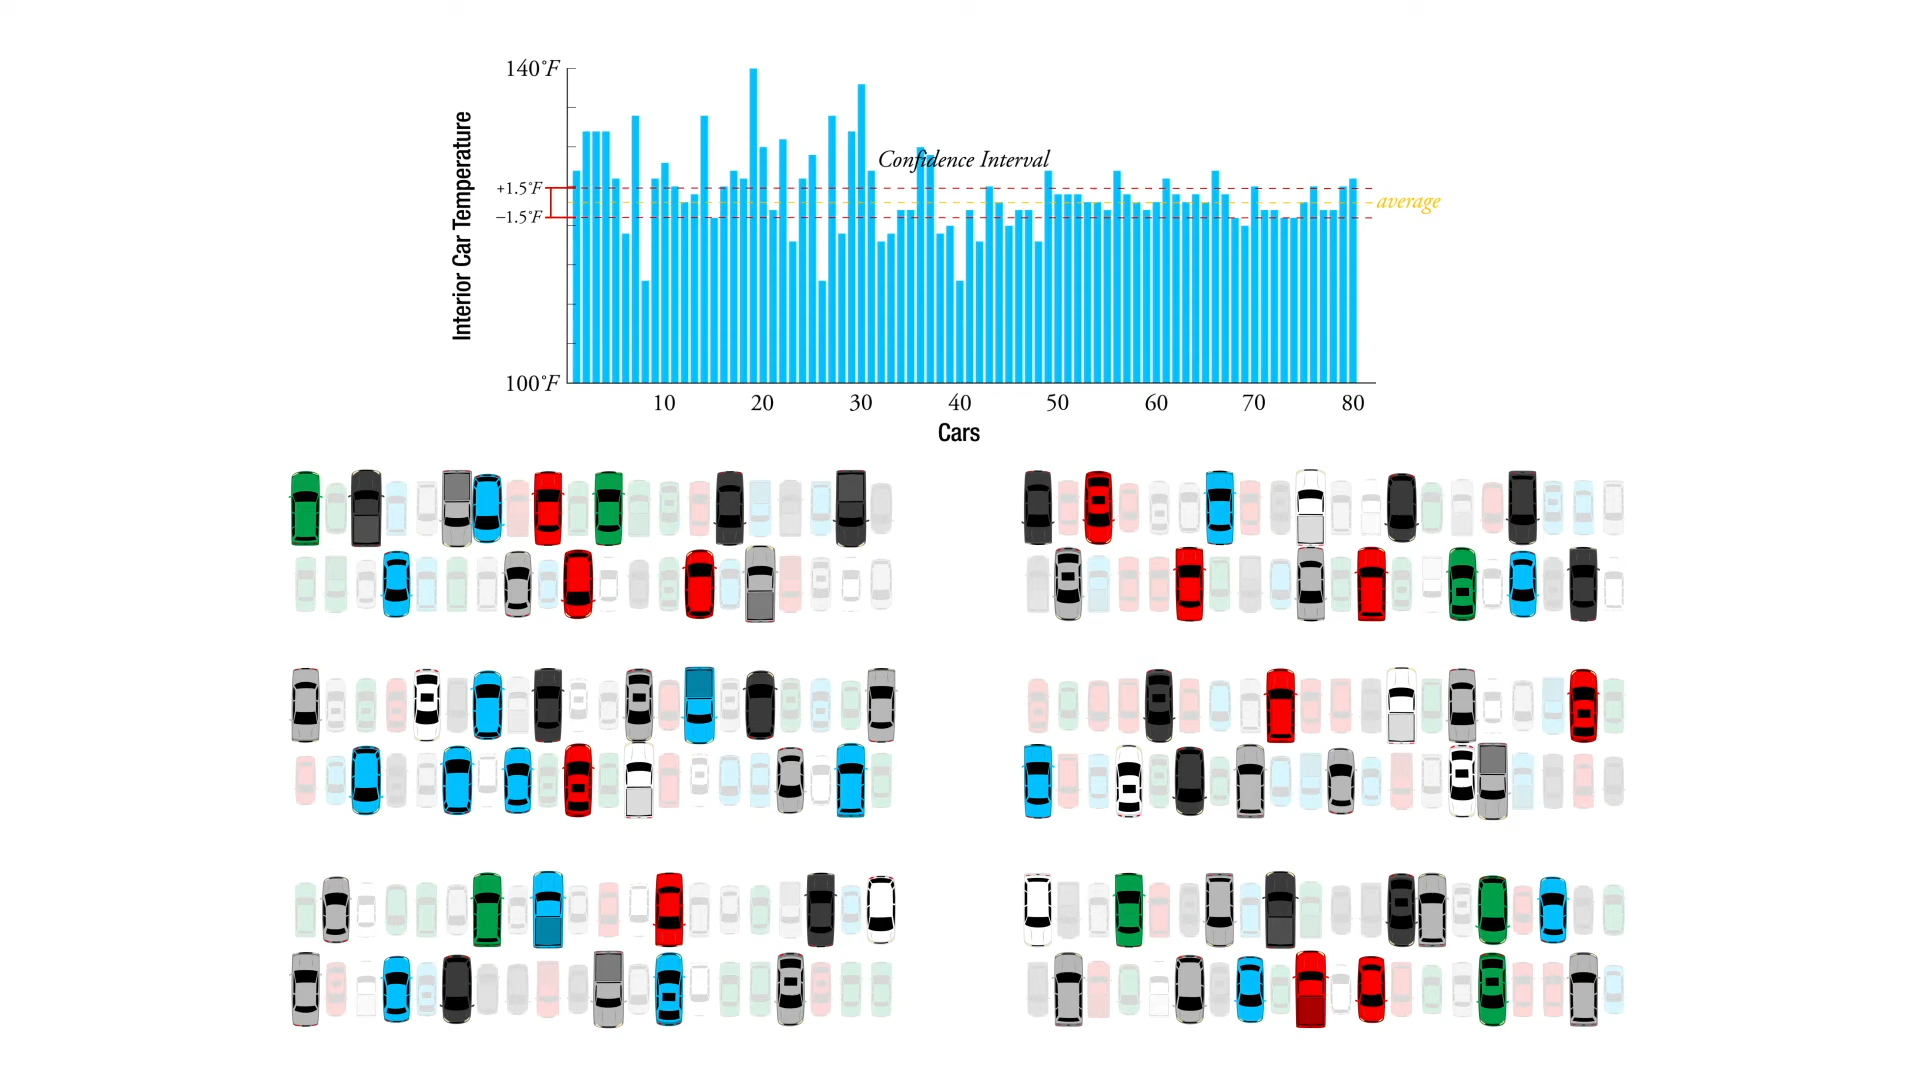 140°F
Interior Car Temperature
Confidence Interval
+1.5°F
average
−1.5°F
100°F
10 20 30 40 50 60 70 80
Cars